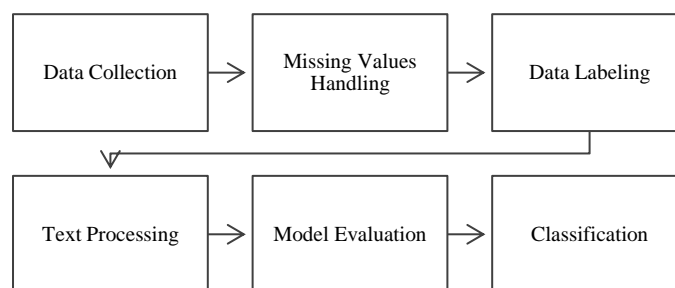 Data Collection
Missing Values
Handling
Data Labeling
Text Processing
Model Evaluation
Classification